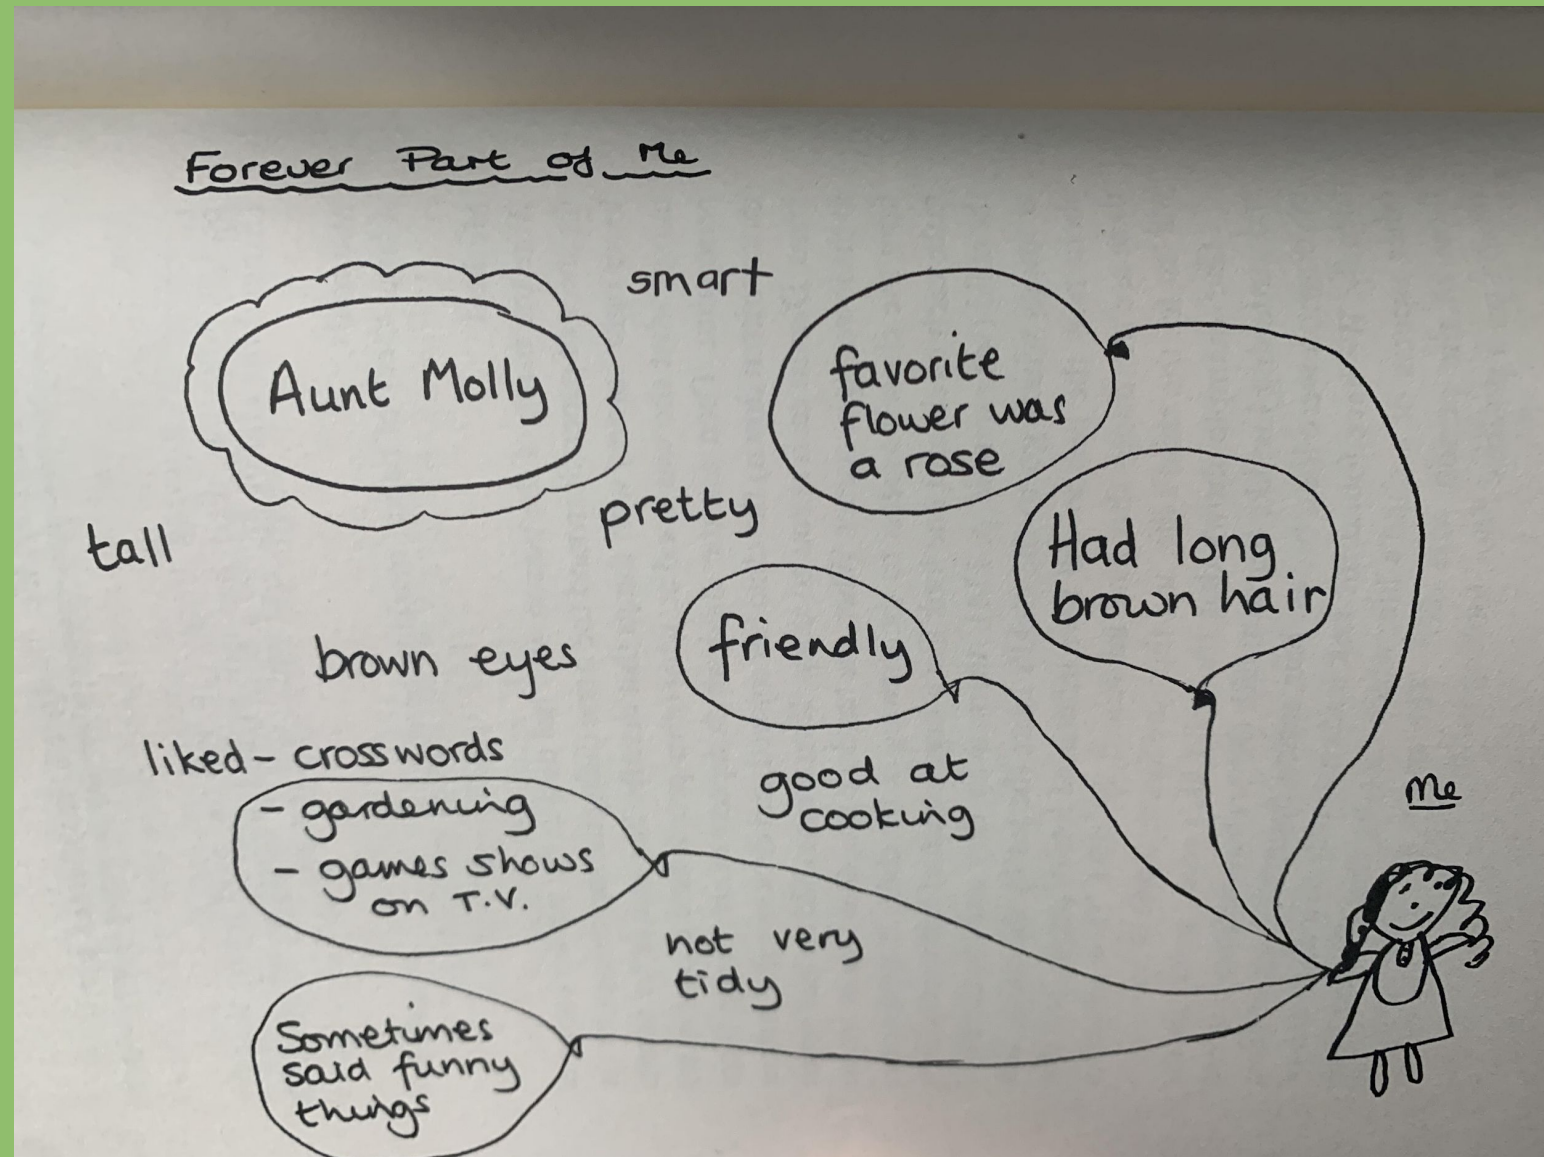 Forever Part of Me
smart
Aunt Molly
favorite
flower was
a rose
pretty
tall
Had long
brown hair
friendly
brown eyes
liked - crosswords
- gardening
- games shows
on T.V.
good at
cooking
Me
not very
tidy
Sometimes
said funny
things